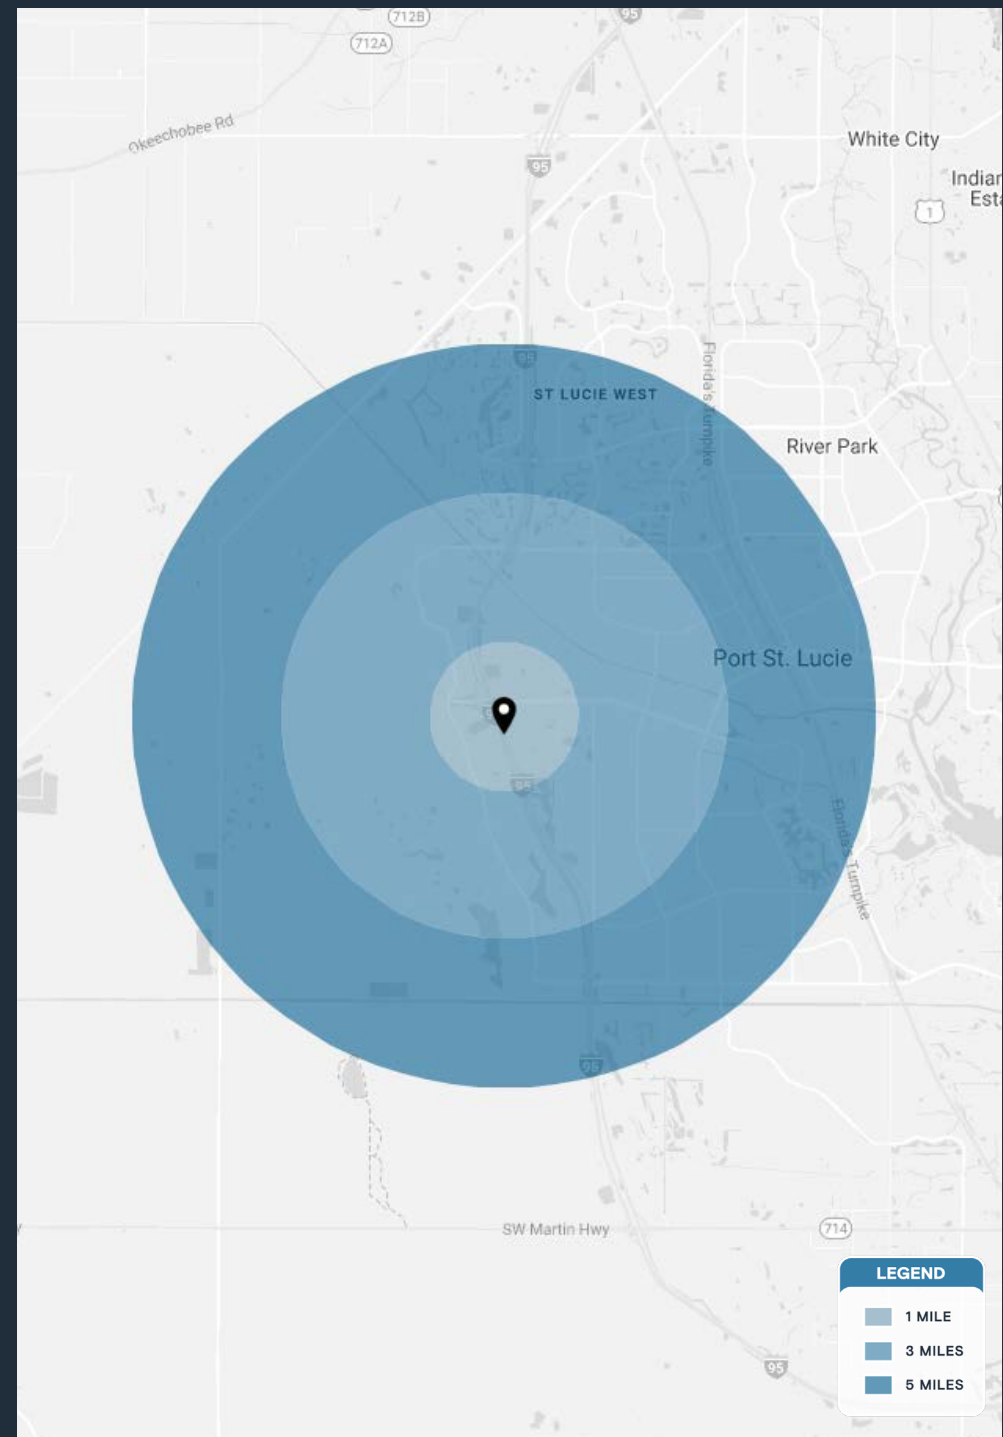 712B
95
712A
Okeechobee Rd
White City
95
Indian
Esta
1
Florida's Turnpike
95
ST LUCIE WEST
River Park
Port St. Lucie
95
Florida's Turnpike
95
SW Martin Hwy
714
LEGEND
1 MILE
3 MILES
5 MILES
95